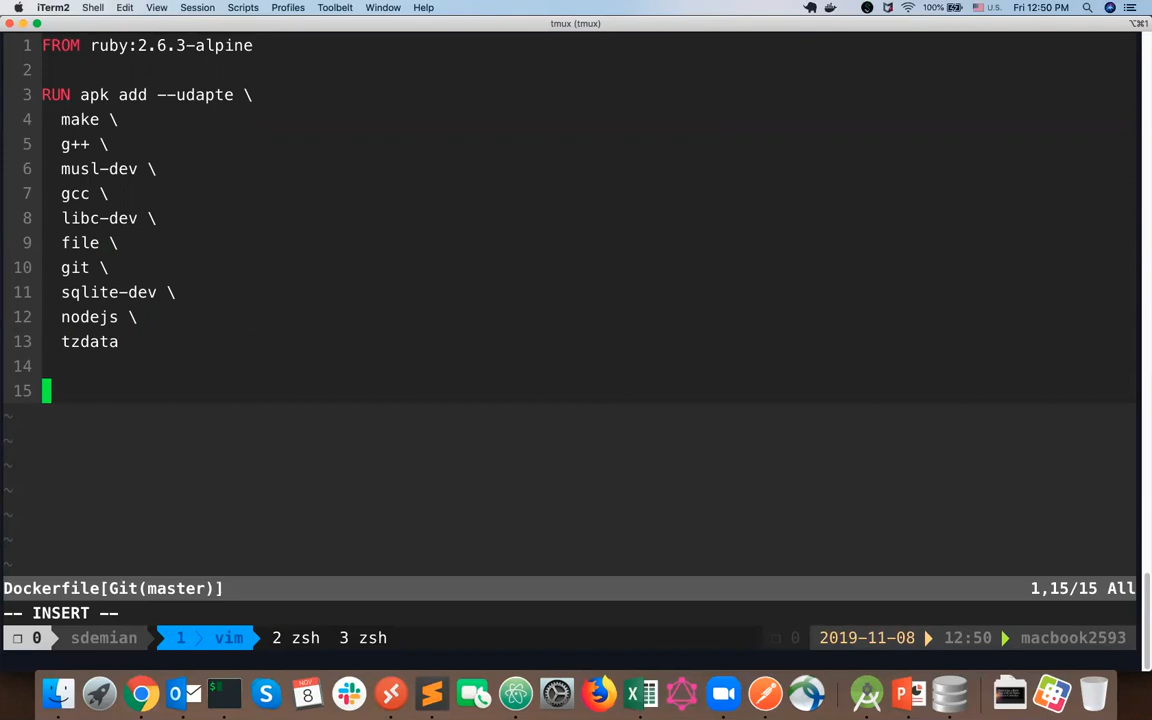 iTerm2 Shell Edit View Session Scripts Profiles Toolbelt Window Help 100% U.S. Fri 12:50 PM
tmux (tmux) ⌥⌘1
1 FROM ruby:2.6.3-alpine
2
3 RUN apk add --udapte \
4 make \
5 g++ \
6 musl-dev \
7 gcc \
8 libc-dev \
9 file \
10 git \
11 sqlite-dev \
12 nodejs \
13 tzdata
14
15
~
~
~
~
~
~
~
Dockerfile[Git(master)] 1,15/15 All
-- INSERT --
❐ 0 sdemian 1 vim 2 zsh 3 zsh ❐ 0 2019-11-08 12:50 macbook2593
NOV
8